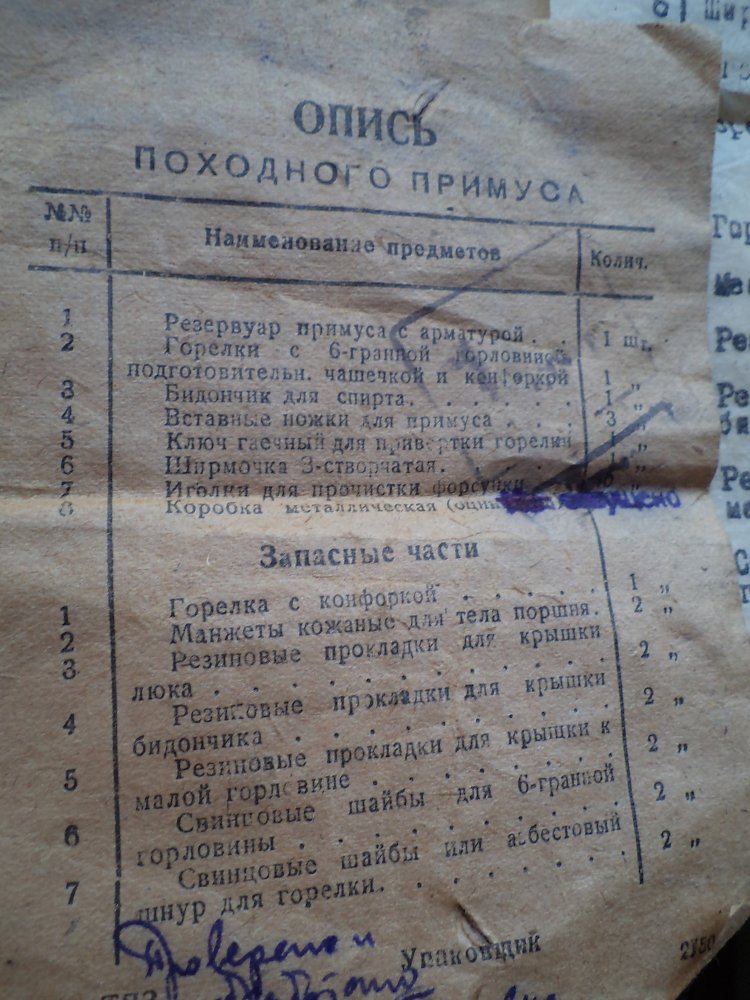 ОПИСЬ
ПОХОДНОГО ПРИМУСА
№№ п/п Наименование предметов Колич.
1 Резервуар примуса с арматурой . . 1 шт.
2 Горелки с 6-гранной горловиной
подготовительн. чашечкой и конфоркой 1 „
3 Бидончик для спирта. . . . . . . 1 „
4 Вставные ножки для примуса . . . 3 „
5 Ключ гаечный для привертки горелки 1 „
6 Ширмочка 3-створчатая. . . . . . 1 „
7 Иголки для прочистки форсунки
8 Коробка металлическая
Запасные части
1 Горелка с конфоркой . . . . . 1 „
2 Манжеты кожаные для тела поршня. 2 „
3 Резиновые прокладки для крышки
люка . . . . . . . . . . . 2 „
4 Резиновые прокладки для крышки
бидончика . . . . . . . . . 2 „
5 Резиновые прокладки для крышки к
малой горловине . . . . . . . 2 „
6 Свинцовые шайбы для 6-гранной
горловины . . . . . . . . . 2 „
7 Свинцовые шайбы или асбестовый
шнур для горелки. . . . . . . 2 „
Проверено и
Упаковщий